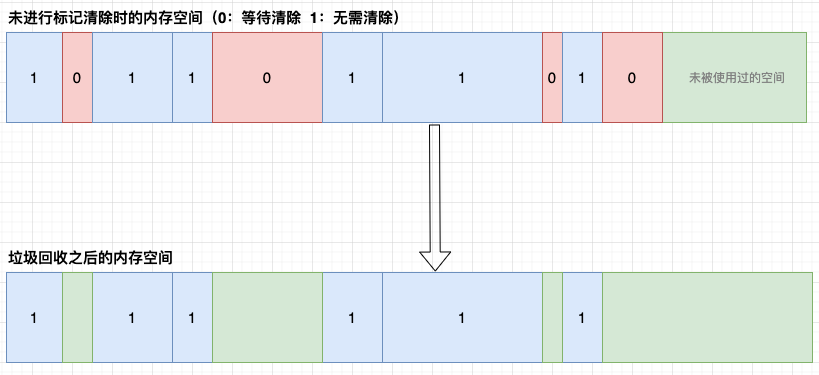 未进行标记清除时的内存空间（0：等待清除 1：无需清除）
1 0 1 1 0 1 1 0 1 0 未被使用过的空间
垃圾回收之后的内存空间
1 1 1 1 1 1